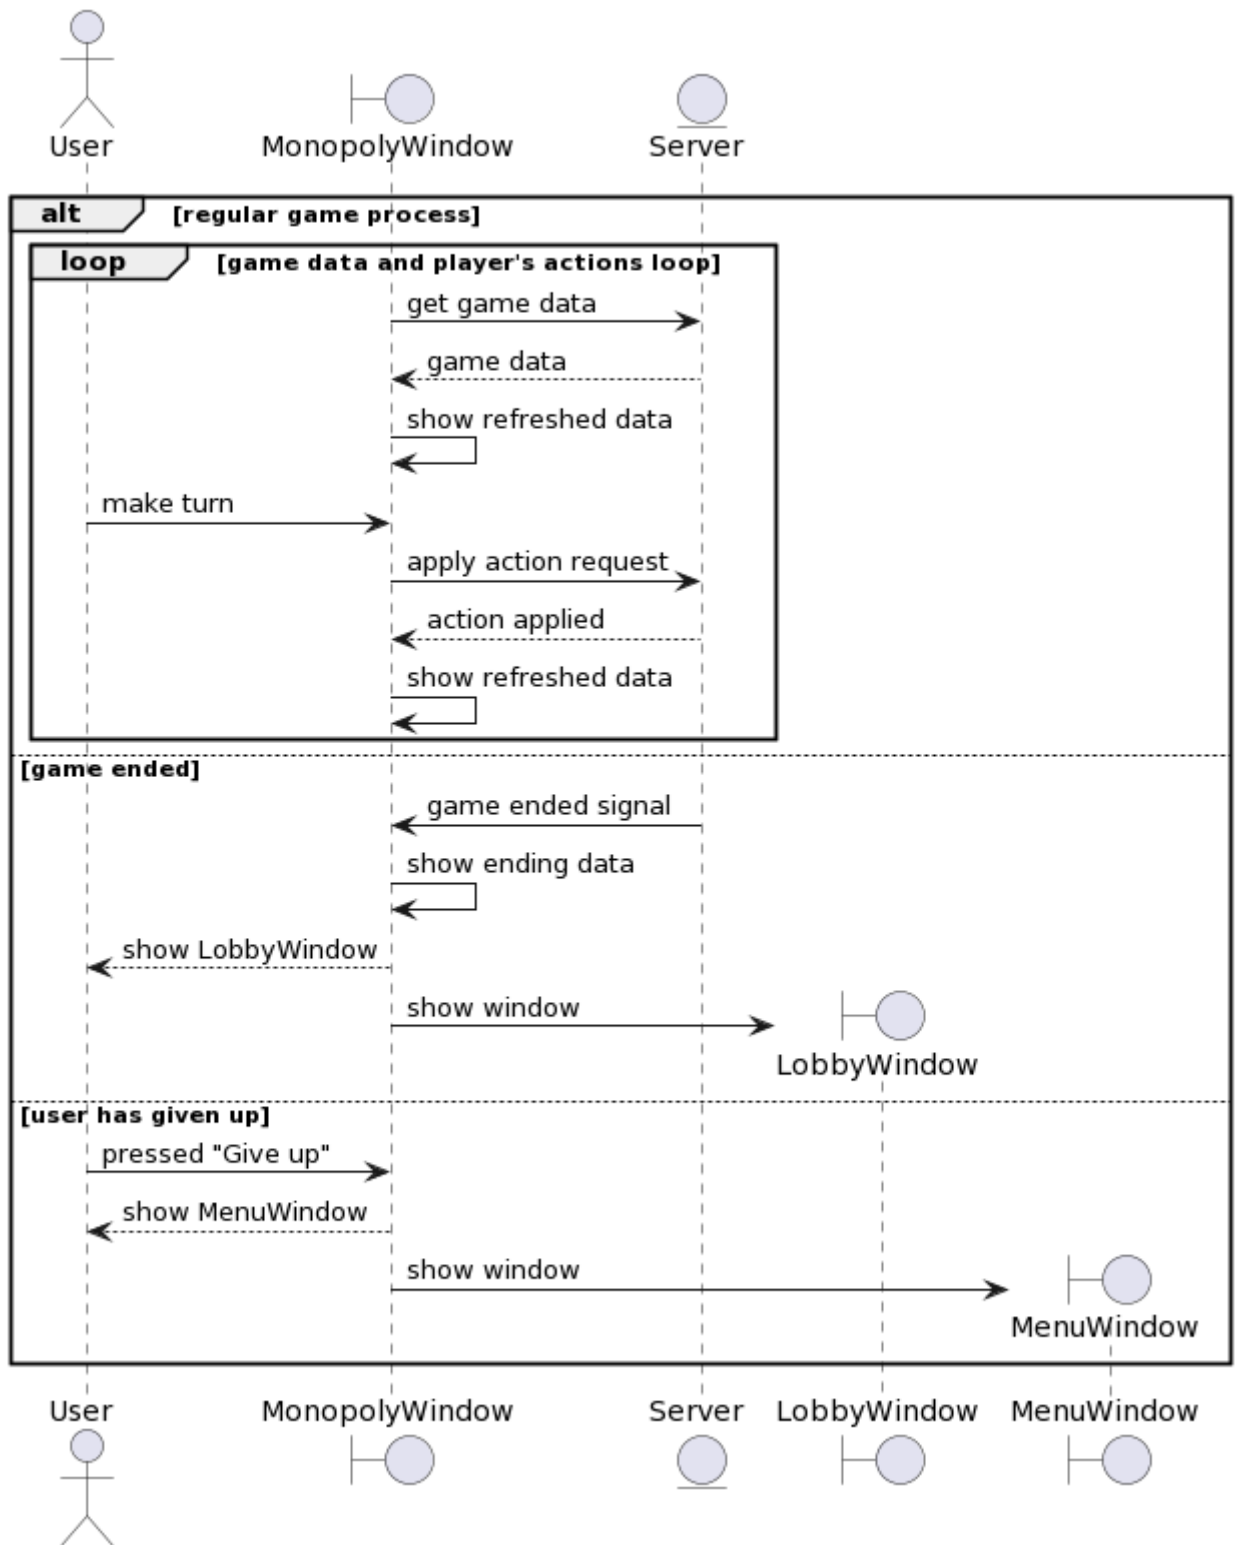 User
MonopolyWindow
Server
alt
[regular game process]
loop
[game data and player's actions loop]
get game data
game data
show refreshed data
make turn
apply action request
action applied
show refreshed data
[game ended]
game ended signal
show ending data
show LobbyWindow
show window
LobbyWindow
[user has given up]
pressed "Give up"
show MenuWindow
show window
MenuWindow
User
MonopolyWindow
Server
LobbyWindow
MenuWindow